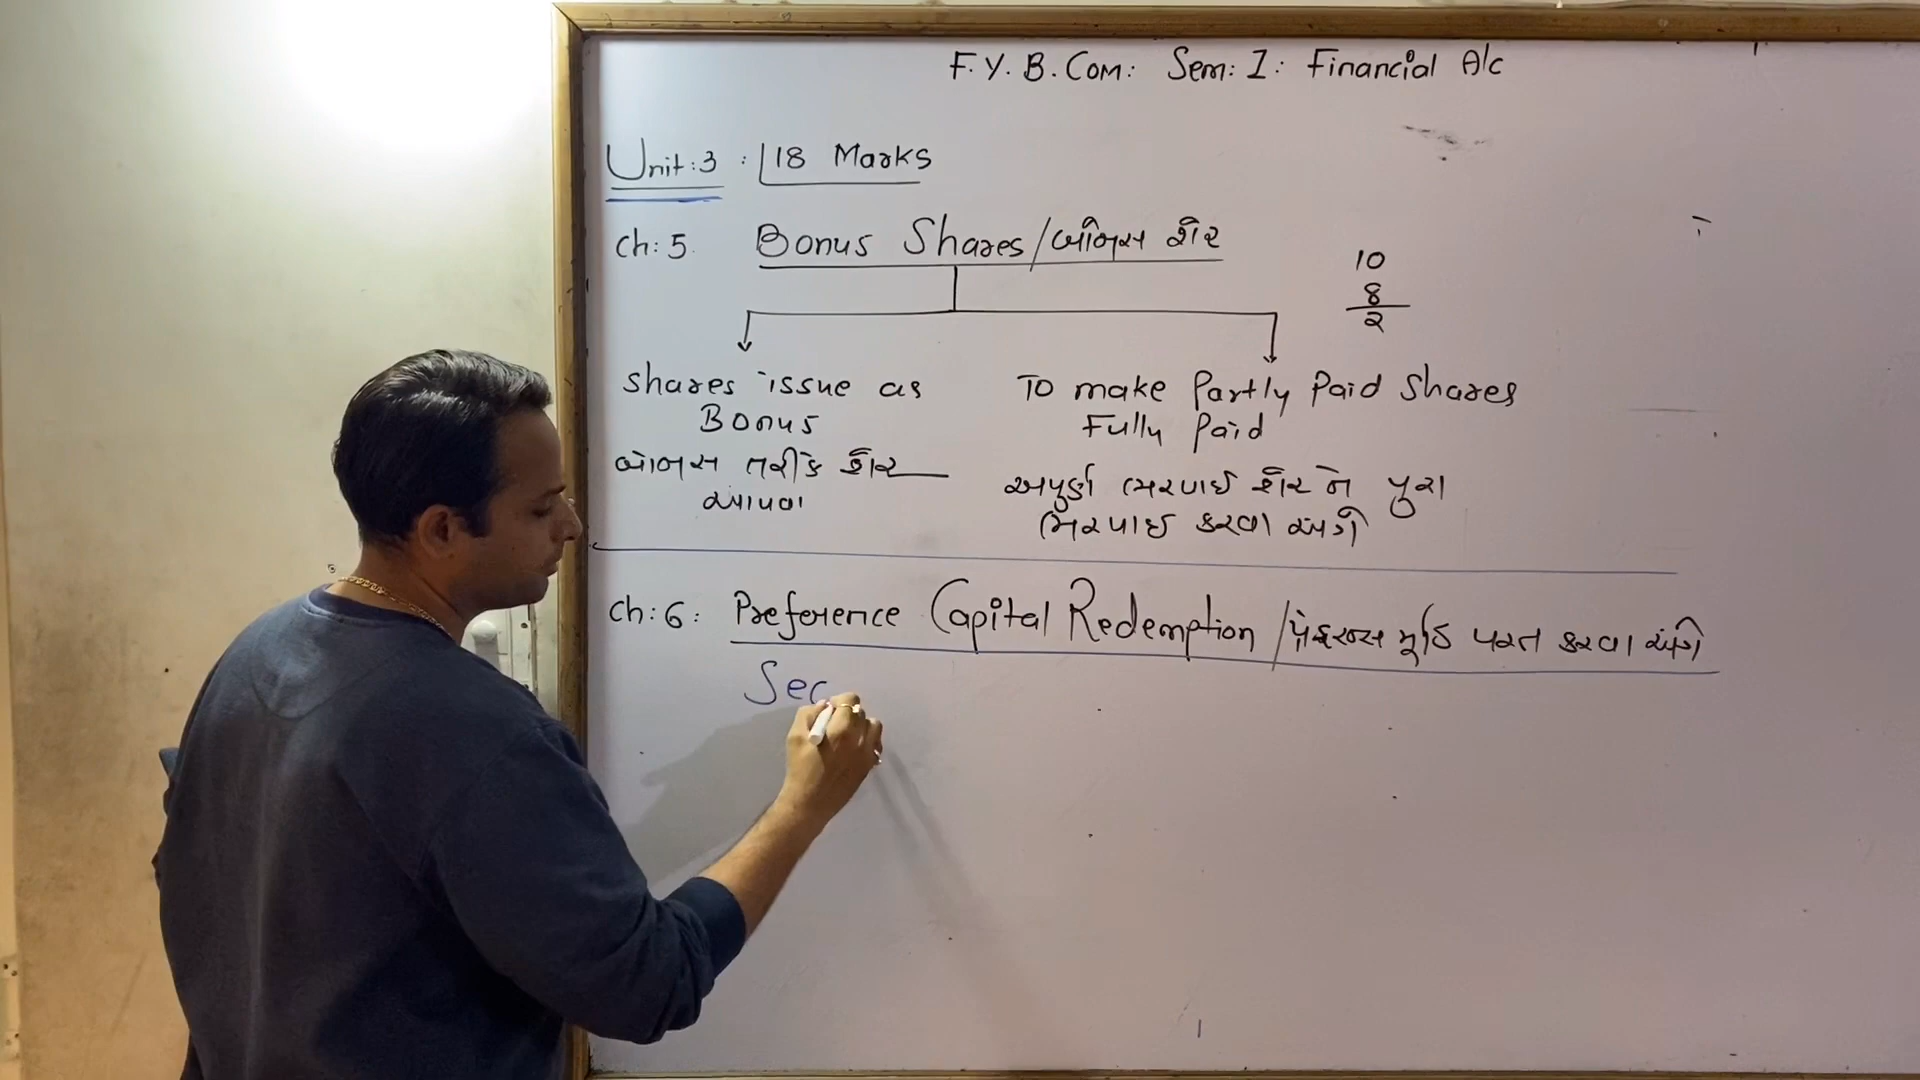 F.Y.B.Com: Sem: I: Financial A/c
Unit:3 : 18 Marks
Ch: 5. Bonus Shares/બોનસ શેર
10
8
2
Shares issue as
Bonus
બોનસ તરીકે શેર
આપવા
To make Partly Paid Shares
Fully Paid
અપુર્ણ ભરપાઈ શેર ને પુરા
ભરપાઈ કરવા અંગે
Ch: 6: Preference Capital Redemption / પ્રેફરન્સ મૂડિ પરત કરવા અંગે
Sec